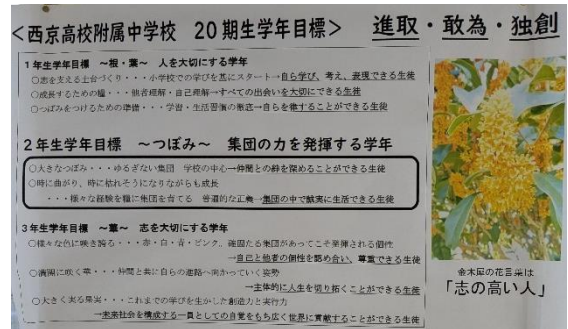 ＜西京高校附属中学校　20期生学年目標＞　進取・敢為・独創
1年生学年目標　～根・葉～　人を大切にする学年
○志を支える土台づくり・・・小学校での学びを基にスタート→自ら学び、考え、表現できる生徒
○成長するための糧・・・他者理解・自己理解→すべての出会いを大切にできる生徒
○つぼみをつけるための準備・・・学習・生活習慣の徹底→自らを律することができる生徒
2年生学年目標　～つぼみ～　集団の力を発揮する学年
○大きなつぼみ・・・ゆるぎない集団　学校の中心→仲間との絆を深めることができる生徒
○時に曲がり、時に枯れそうになりながらも成長
・・・様々な経験を糧に集団を育てる　普遍的な正義→集団の中で誠実に生活できる生徒
3年生学年目標　～華～　志を大切にする学年
○様々な色に咲き誇る・・・赤・白・青・ピンク。確固たる集団があってこそ発揮される個性
→自己と他者の個性を認め合い、尊重できる生徒
○満開に咲く華・・・仲間と共に自らの進路へ向かっていく姿勢
→主体的に人生を切り拓くことができる生徒
○大きく実る果実・・・これまでの学びを生かした創造力と実行力
→未来社会を構成する一員としての自覚をもち広く世界に貢献することができる生徒
金木犀の花言葉は
「志の高い人」